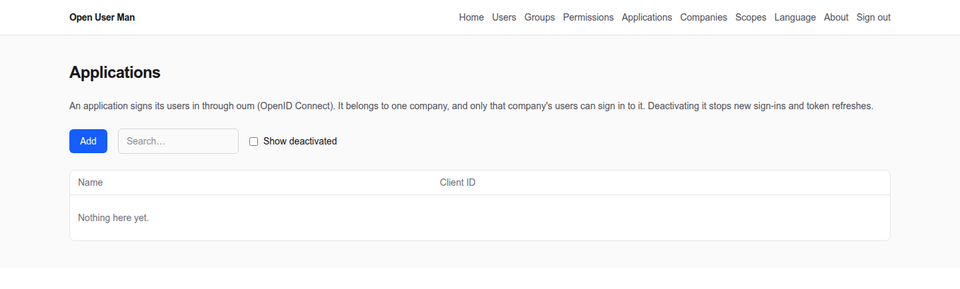 Open User Man
Home Users Groups Permissions Applications Companies Scopes Language About Sign out
Applications
An application signs its users in through oum (OpenID Connect). It belongs to one company, and only that company's users can sign in to it. Deactivating it stops new sign-ins and token refreshes.
Add Search… Show deactivated
Name Client ID
Nothing here yet.